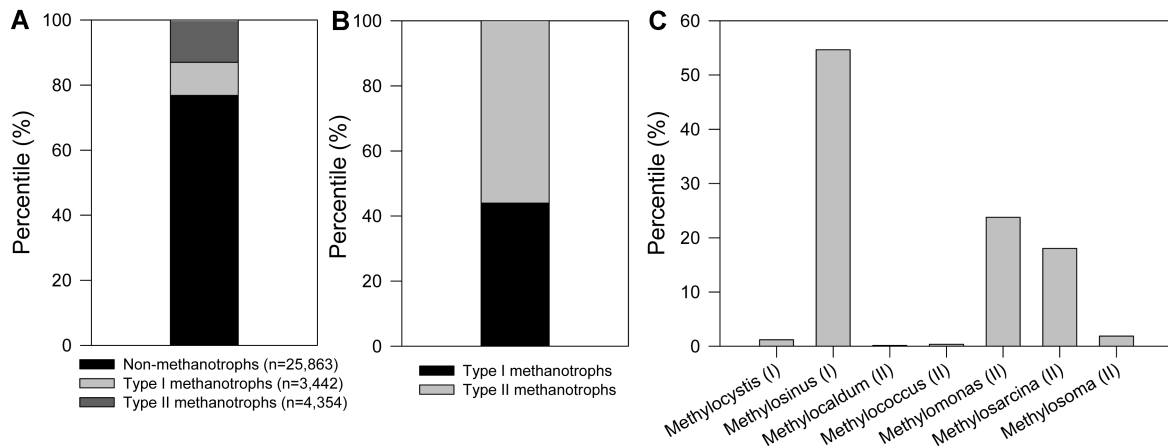 A
Percentile (%)
100
80
60
40
20
0
Non-methanotrophs (n=25,863)
Type I methanotrophs (n=3,442)
Type II methanotrophs (n=4,354)
B
Percentile (%)
100
80
60
40
20
0
Type I methanotrophs
Type II methanotrophs
C
Percentile (%)
60
50
40
30
20
10
0
Methylocystis (I)
Methylosinus (I)
Methylocaldum (II)
Methylococcus (II)
Methylomonas (II)
Methylosarcina (II)
Methylosoma (II)